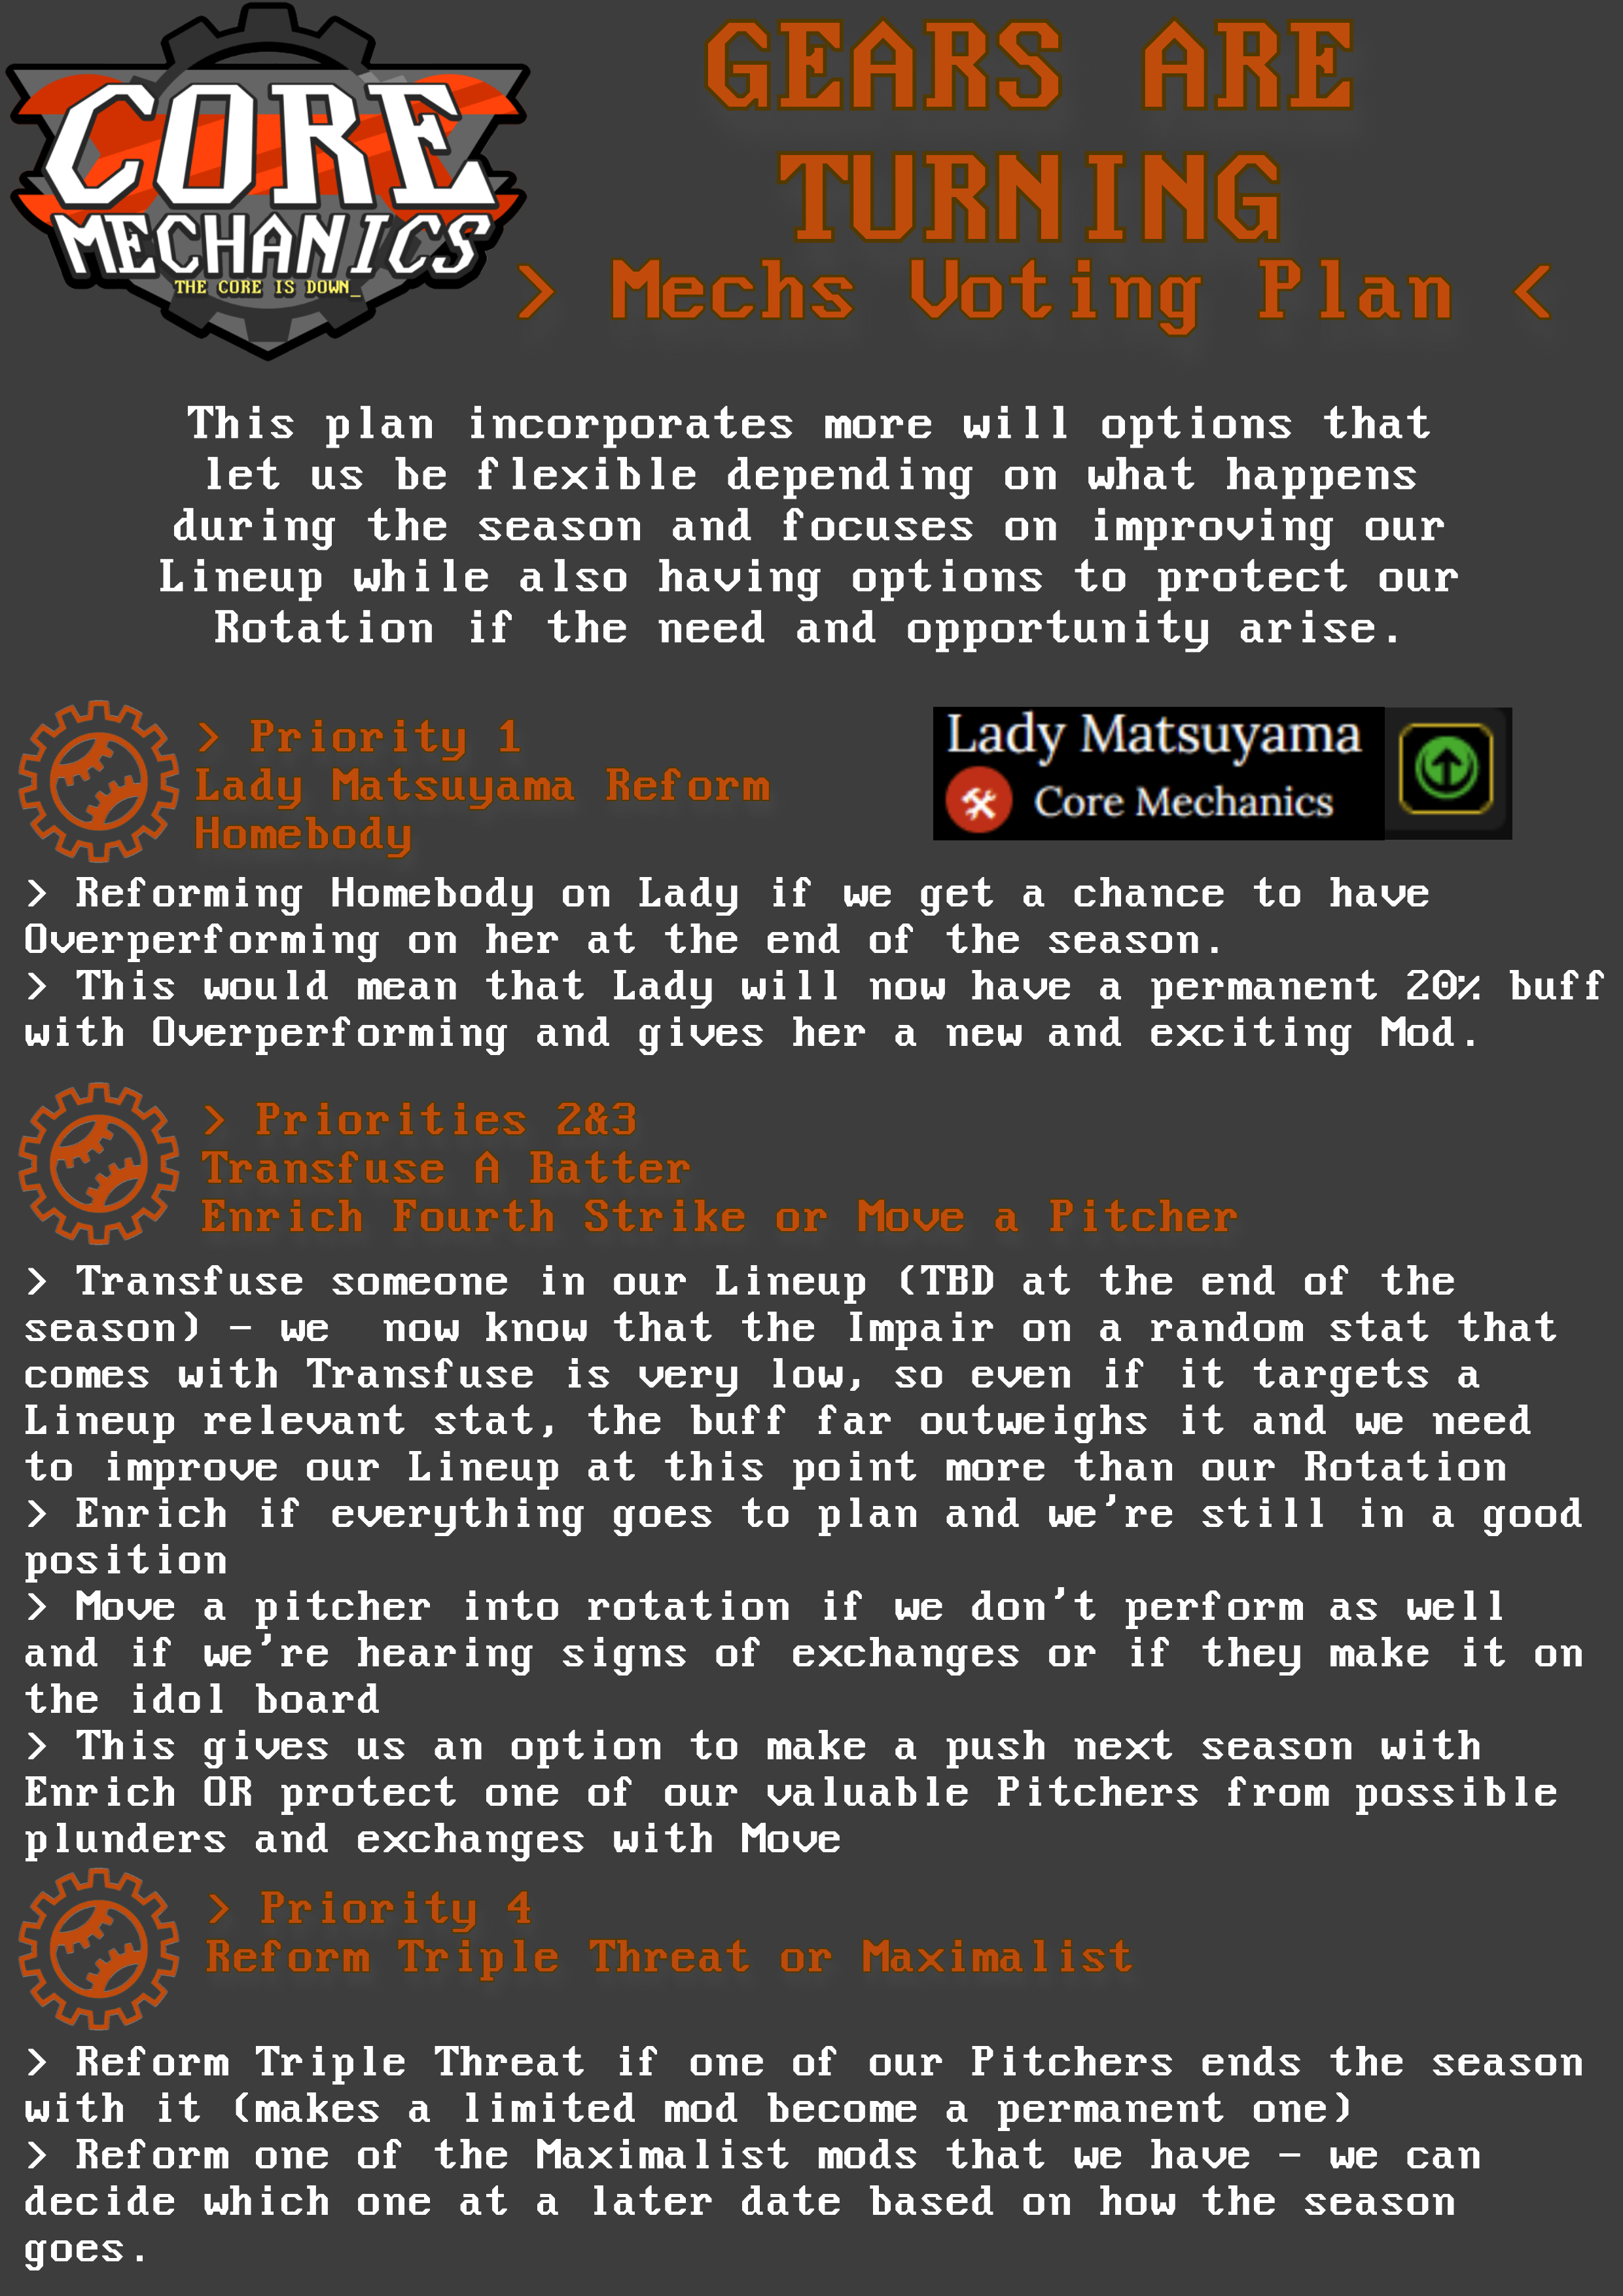 CORE
MECHANICS
THE CORE IS DOWN_
GEARS ARE
TURNING
> Mechs Voting Plan <
This plan incorporates more will options that
let us be flexible depending on what happens
during the season and focuses on improving our
Lineup while also having options to protect our
Rotation if the need and opportunity arise.
> Priority 1
Lady Matsuyama Reform
Homebody
Lady Matsuyama
Core Mechanics
> Reforming Homebody on Lady if we get a chance to have
Overperforming on her at the end of the season.
> This would mean that Lady will now have a permanent 20% buff
with Overperforming and gives her a new and exciting Mod.
> Priorities 2&3
Transfuse A Batter
Enrich Fourth Strike or Move a Pitcher
> Transfuse someone in our Lineup (TBD at the end of the
season) - we  now know that the Impair on a random stat that
comes with Transfuse is very low, so even if it targets a
Lineup relevant stat, the buff far outweighs it and we need
to improve our Lineup at this point more than our Rotation
> Enrich if everything goes to plan and we're still in a good
position
> Move a pitcher into rotation if we don't perform as well
and if we're hearing signs of exchanges or if they make it on
the idol board
> This gives us an option to make a push next season with
Enrich OR protect one of our valuable Pitchers from possible
plunders and exchanges with Move
> Priority 4
Reform Triple Threat or Maximalist
> Reform Triple Threat if one of our Pitchers ends the season
with it (makes a limited mod become a permanent one)
> Reform one of the Maximalist mods that we have - we can
decide which one at a later date based on how the season
goes.